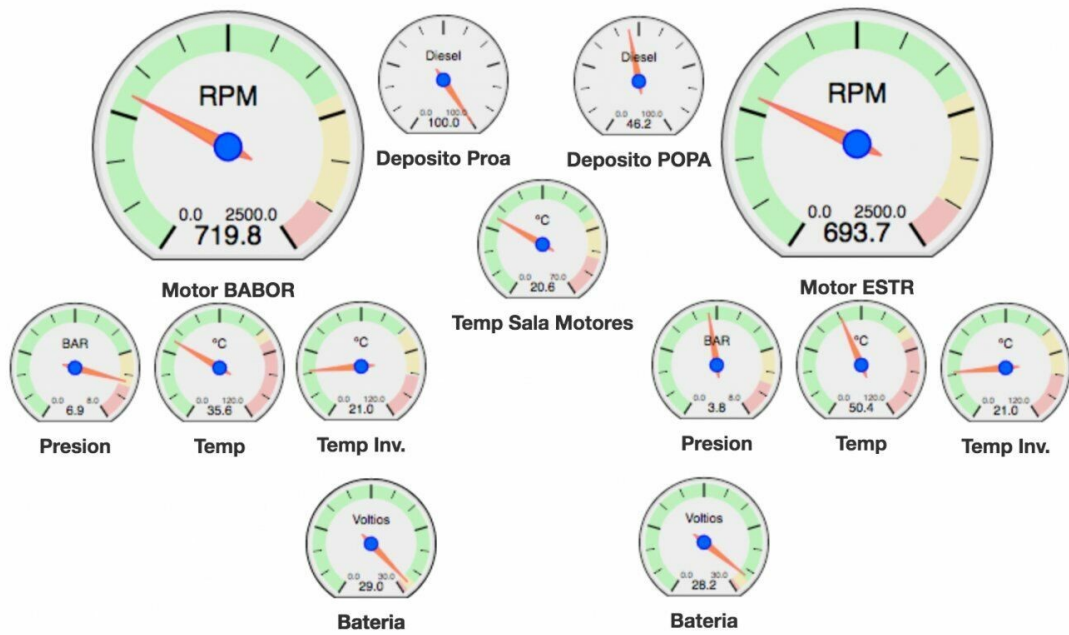 RPM
0.0 2500.0
719.8
Motor BABOR
Diesel
0.0 100.0
100.0
Deposito Proa
Diesel
0.0 100.0
46.2
Deposito POPA
RPM
0.0 2500.0
693.7
Motor ESTR
ºC
0.0 70.0
20.6
Temp Sala Motores
BAR
0.0 8.0
6.9
Presion
ºC
0.0 120.0
35.6
Temp
ºC
0.0 120.0
21.0
Temp Inv.
BAR
0.0 8.0
3.8
Presion
ºC
0.0 120.0
50.4
Temp
ºC
0.0 120.0
21.0
Temp Inv.
Voltios
0.0 30.0
29.0
Bateria
Voltios
0.0 30.0
28.2
Bateria